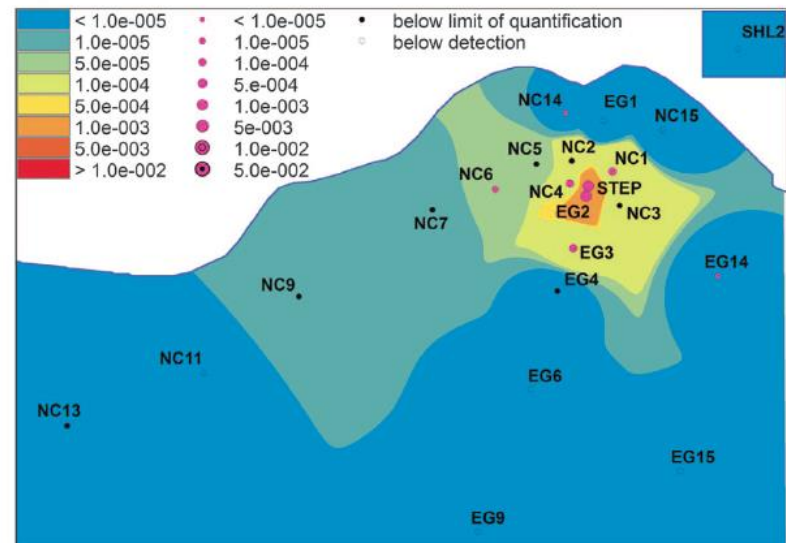 < 1.0e-005
1.0e-005
5.0e-005
1.0e-004
5.0e-004
1.0e-003
5.0e-003
> 1.0e-002
< 1.0e-005
1.0e-005
1.0e-004
5.e-004
1.0e-003
5e-003
1.0e-002
5.0e-002
below limit of quantification
below detection
SHL2
NC14
EG1
NC15
NC5
NC2
NC1
NC6
NC4
STEP
NC7
EG2
NC3
EG3
EG14
NC9
EG4
NC11
EG6
NC13
EG15
EG9